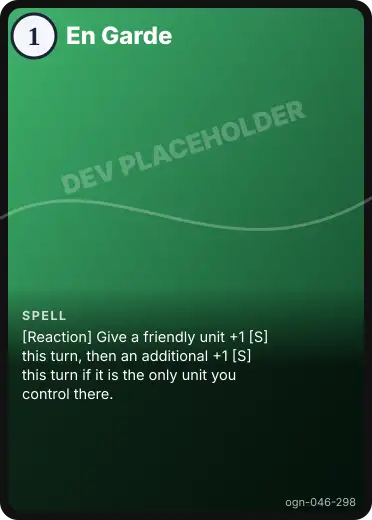 1
En Garde
DEV PLACEHOLDER
SPELL
[Reaction] Give a friendly unit +1 [S]
this turn, then an additional +1 [S]
this turn if it is the only unit you
control there.
ogn-046-298